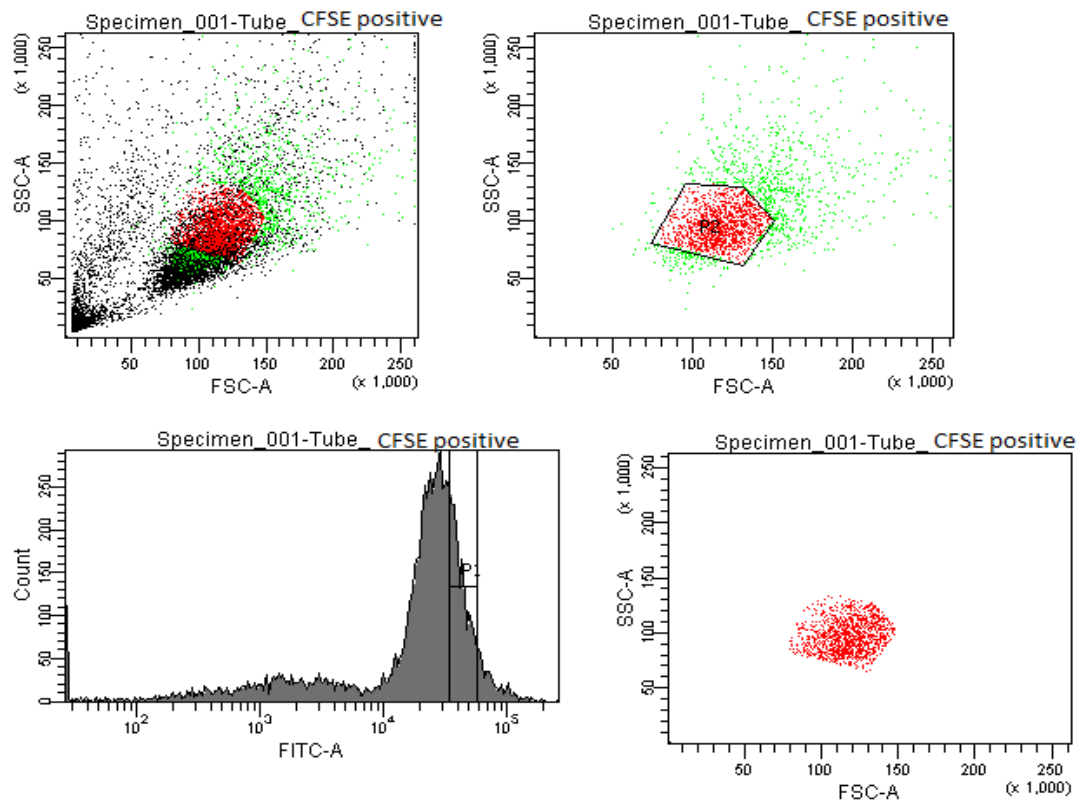 Specimen_001-Tube_ CFSE positive
(x 1,000)
SSC-A
250
200
150
100
50
50 100 150 200 250
FSC-A
(x 1,000)
Specimen_001-Tube_ CFSE positive
(x 1,000)
SSC-A
250
200
150
100
50
P2
50 100 150 200 250
FSC-A
(x 1,000)
Specimen_001-Tube_ CFSE positive
Count
250
200
150
100
50
0
P1
10² 10³ 10⁴ 10⁵
FITC-A
Specimen_001-Tube_ CFSE positive
(x 1,000)
SSC-A
250
200
150
100
50
50 100 150 200 250
FSC-A
(x 1,000)